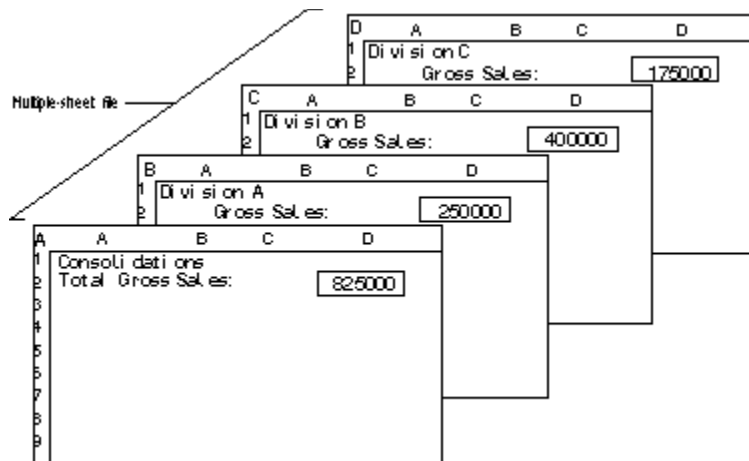 D A B C D
1 Division C
2 Gross Sales: 175000
Multiple-sheet file
C A B C D
1 Division B
2 Gross Sales: 400000
B A B C D
1 Division A
2 Gross Sales: 250000
A A B C D
1 Consolidations
2 Total Gross Sales: 825000
3
4
5
6
7
8
9